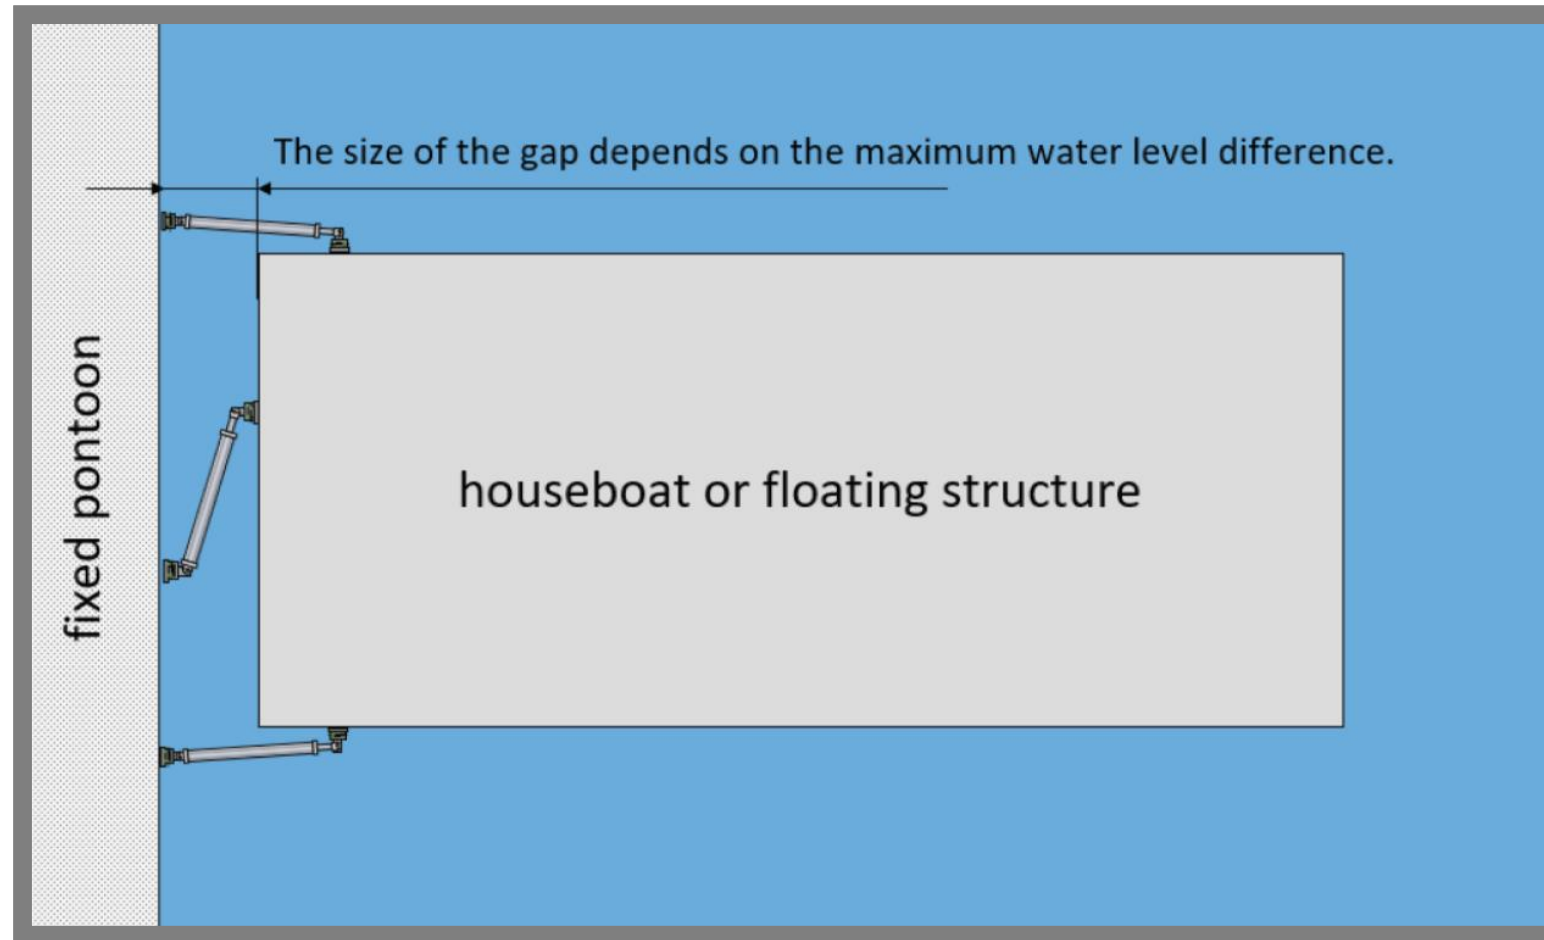 The size of the gap depends on the maximum water level difference.
fixed pontoon
houseboat or floating structure